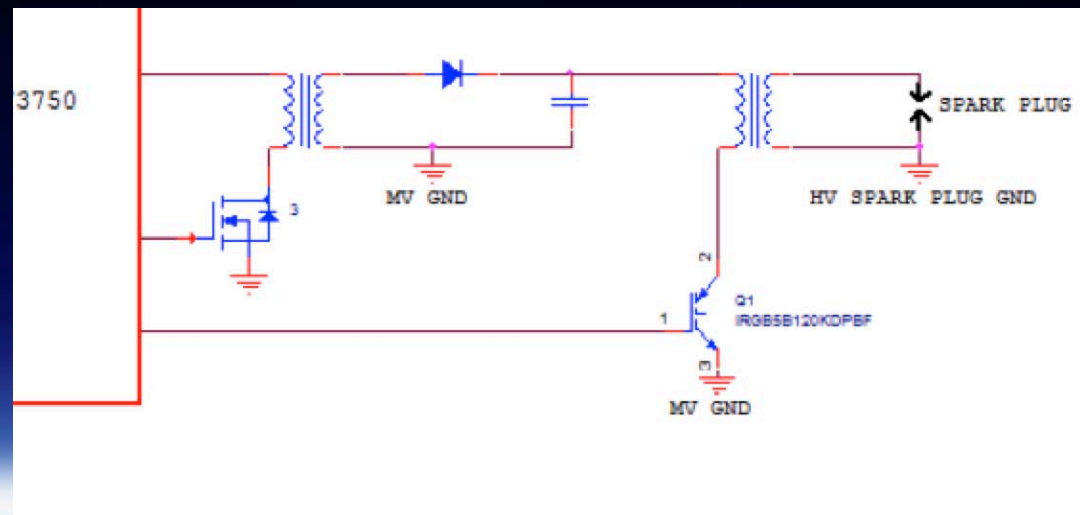 3750
SPARK PLUG
MV GND
HV SPARK PLUG GND
3
2
Q1
1
IRGB5B120KDPBF
3
MV GND